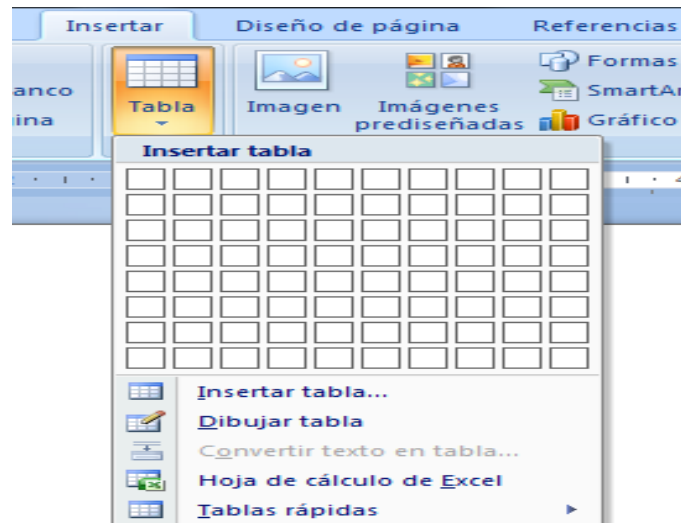 Insertar Diseño de página Referencias
anco
ina
Tabla
Imagen
Imágenes
prediseñadas
Formas
SmartAr
Gráfico
Insertar tabla
Insertar tabla...
Dibujar tabla
Convertir texto en tabla...
Hoja de cálculo de Excel
Tablas rápidas